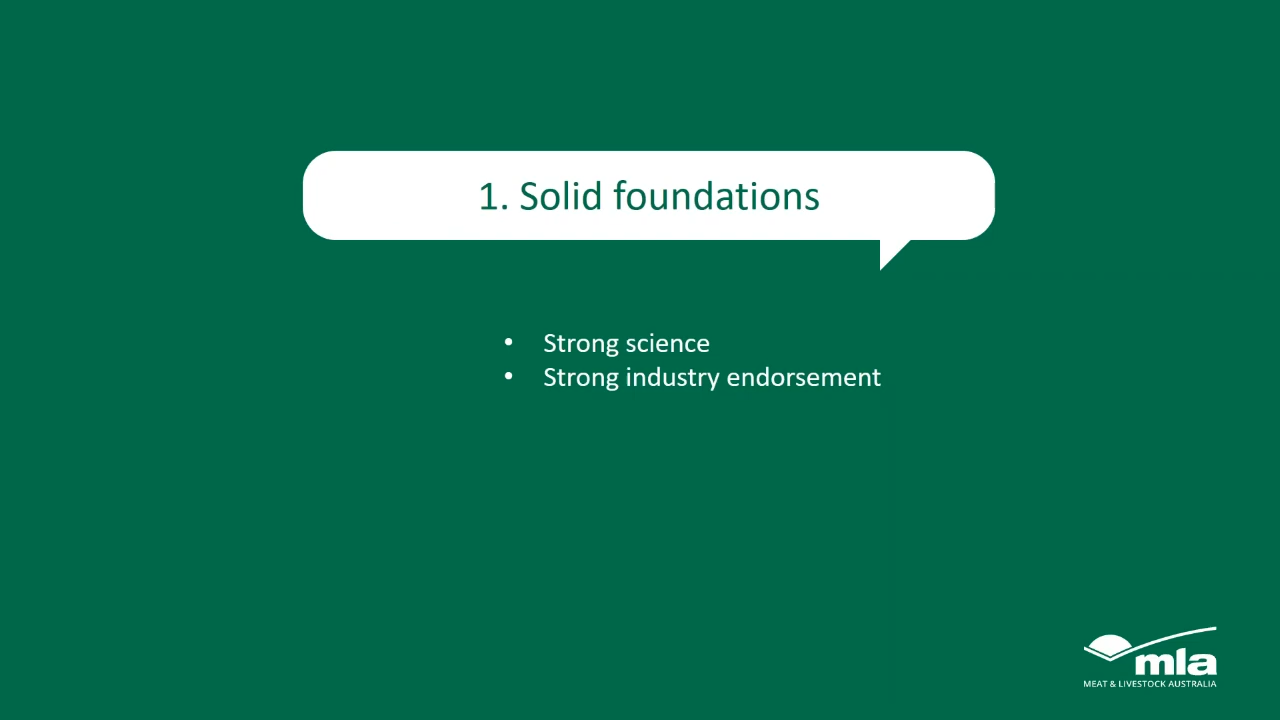 1. Solid foundations
• Strong science
• Strong industry endorsement
mla
MEAT & LIVESTOCK AUSTRALIA